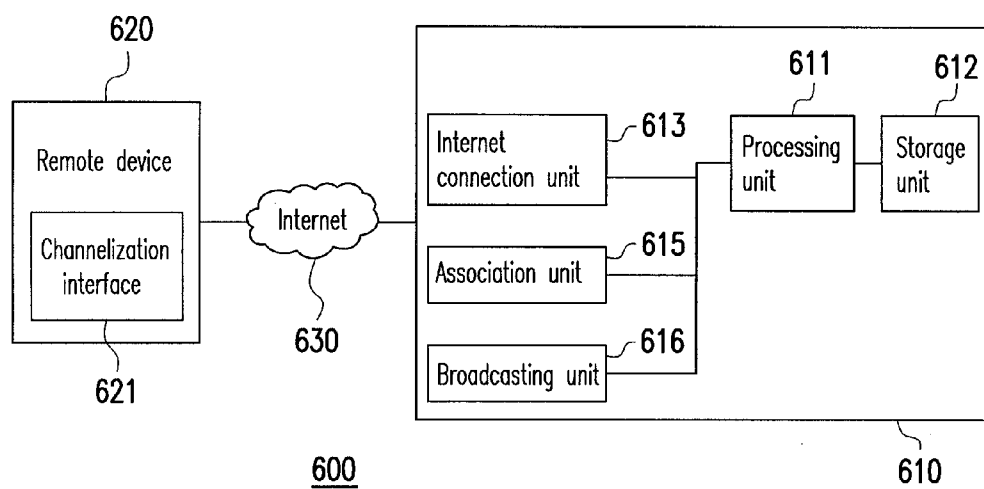 620
611
612
613
Remote device
Internet
connection unit
Processing
unit
Storage
unit
Internet
Channelization
interface
615
Association unit
630
616
Broadcasting unit
621
600
610